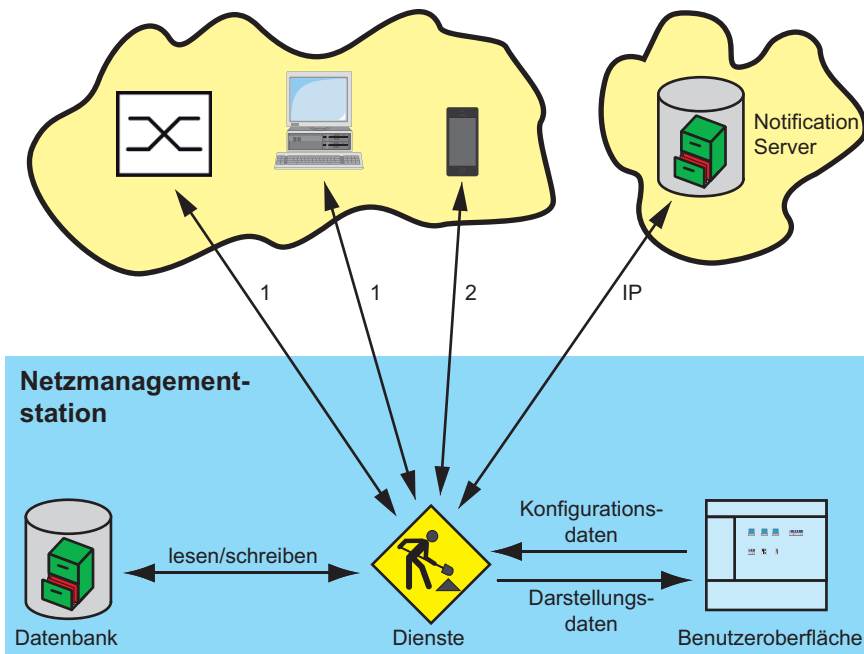 Notification
Server
1
1
2
IP
Netzmanagement-
station
Konfigurations-
daten
lesen/schreiben
Darstellungs-
daten
Datenbank
Dienste
Benutzeroberfläche